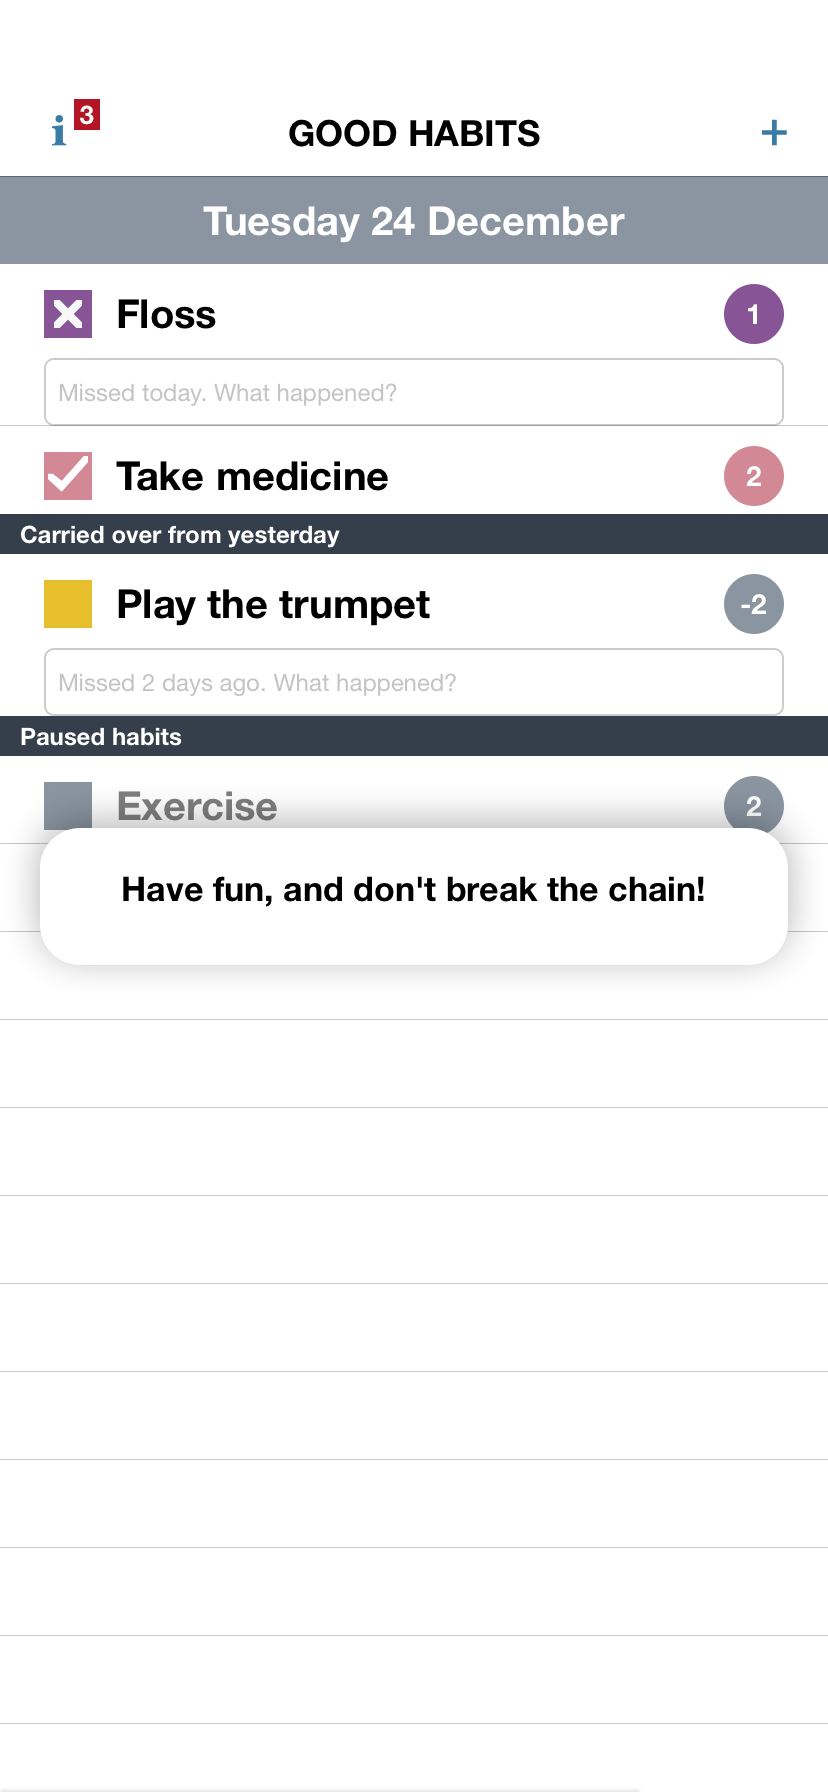 i 3
GOOD HABITS
+
Tuesday 24 December
Floss
1
Missed today. What happened?
Take medicine
2
Carried over from yesterday
Play the trumpet
-2
Missed 2 days ago. What happened?
Paused habits
Exercise
2
Have fun, and don't break the chain!